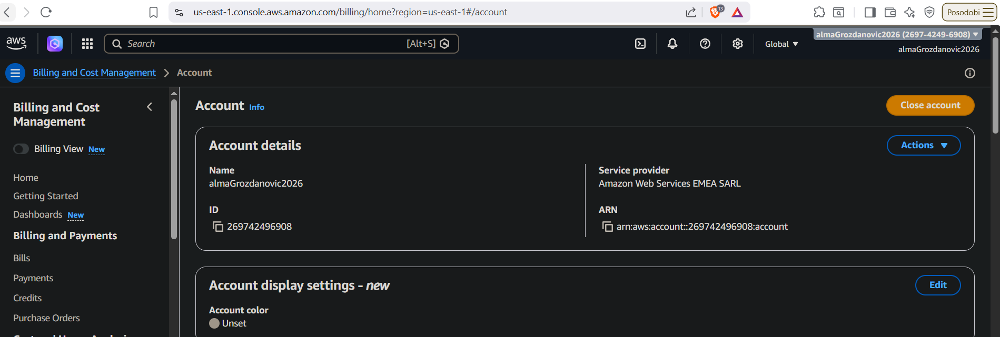 us-east-1.console.aws.amazon.com/billing/home?region=us-east-1#/account
13
Posodobi
aws
Search
[Alt+S]
Global
almaGrozdanovic2026 (2697-4249-6908)
almaGrozdanovic2026
Billing and Cost Management
Account
Billing and Cost
Management
Billing View New
Home
Getting Started
Dashboards New
Billing and Payments
Bills
Payments
Credits
Purchase Orders
Account Info
Close account
Account details
Actions
Name
almaGrozdanovic2026
ID
269742496908
Service provider
Amazon Web Services EMEA SARL
ARN
arn:aws:account::269742496908:account
Account display settings - new
Edit
Account color
Unset